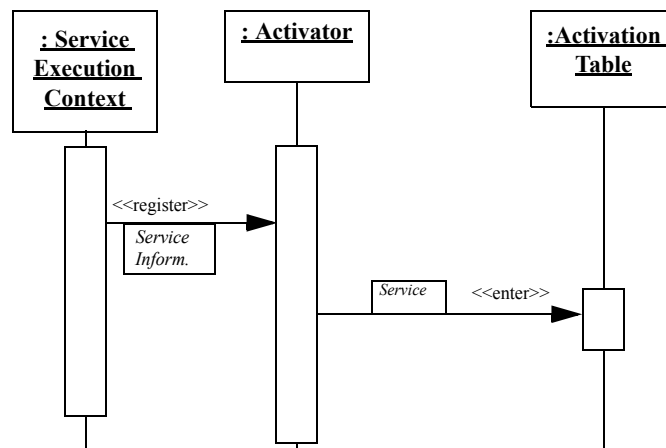 : Service
Execution
Context
: Activator
:Activation
Table
<<register>>
Service
Inform.
Service
<<enter>>